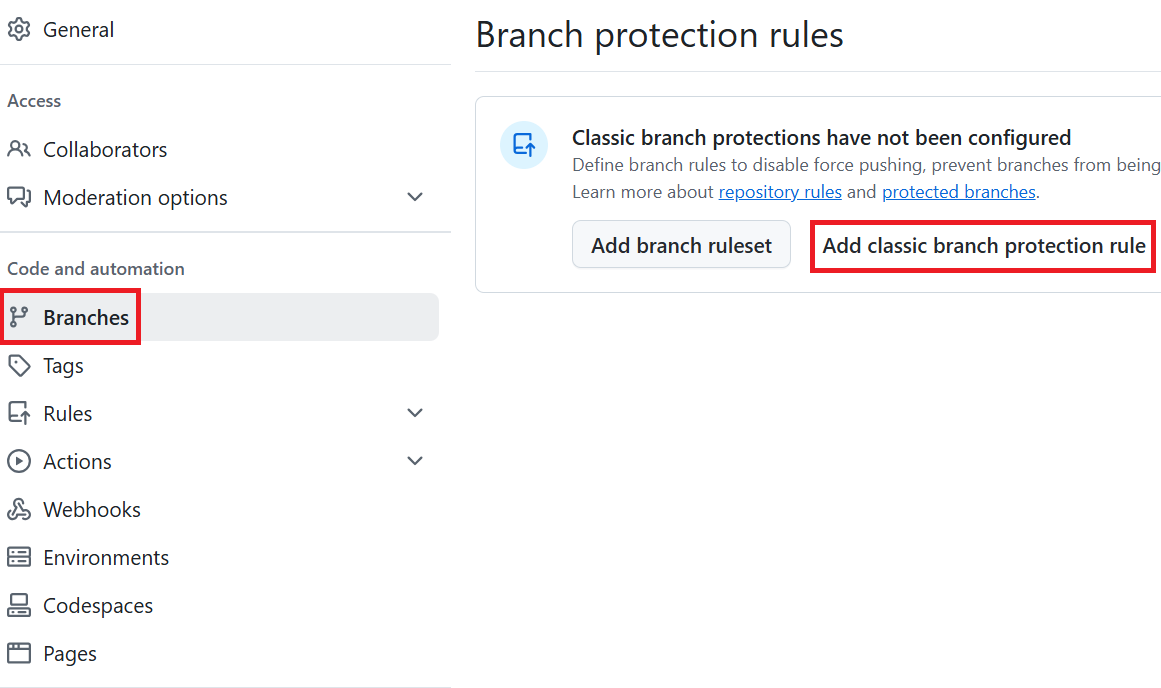 General
Access
Collaborators
Moderation options
Code and automation
Branches
Tags
Rules
Actions
Webhooks
Environments
Codespaces
Pages
Branch protection rules
Classic branch protections have not been configured
Define branch rules to disable force pushing, prevent branches from being
Learn more about repository rules and protected branches.
Add branch ruleset
Add classic branch protection rule